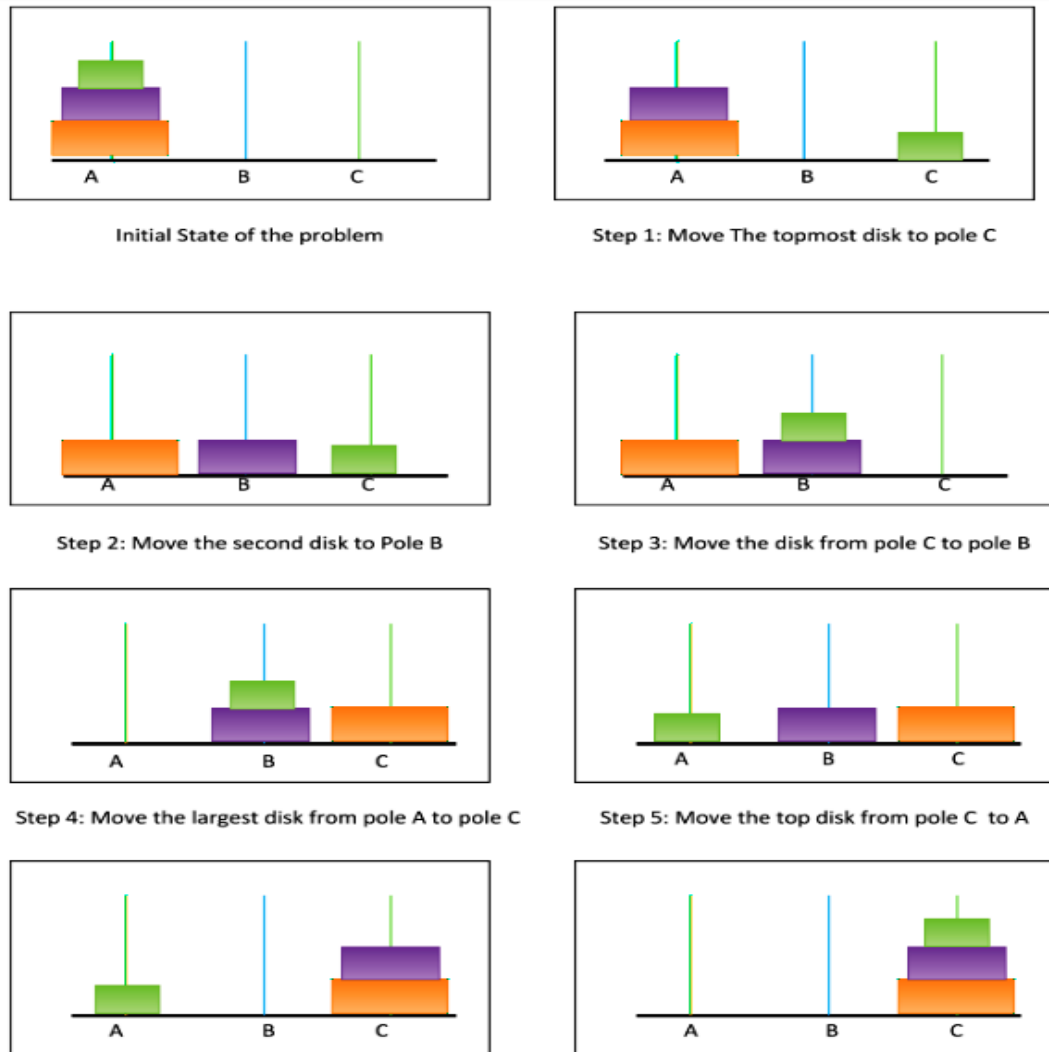 A B C
A B C
Initial State of the problem
Step 1: Move The topmost disk to pole C
A B C
A B C
Step 2: Move the second disk to Pole B
Step 3: Move the disk from pole C to pole B
A B C
A B C
Step 4: Move the largest disk from pole A to pole C
Step 5: Move the top disk from pole C to A
A B C
A B C